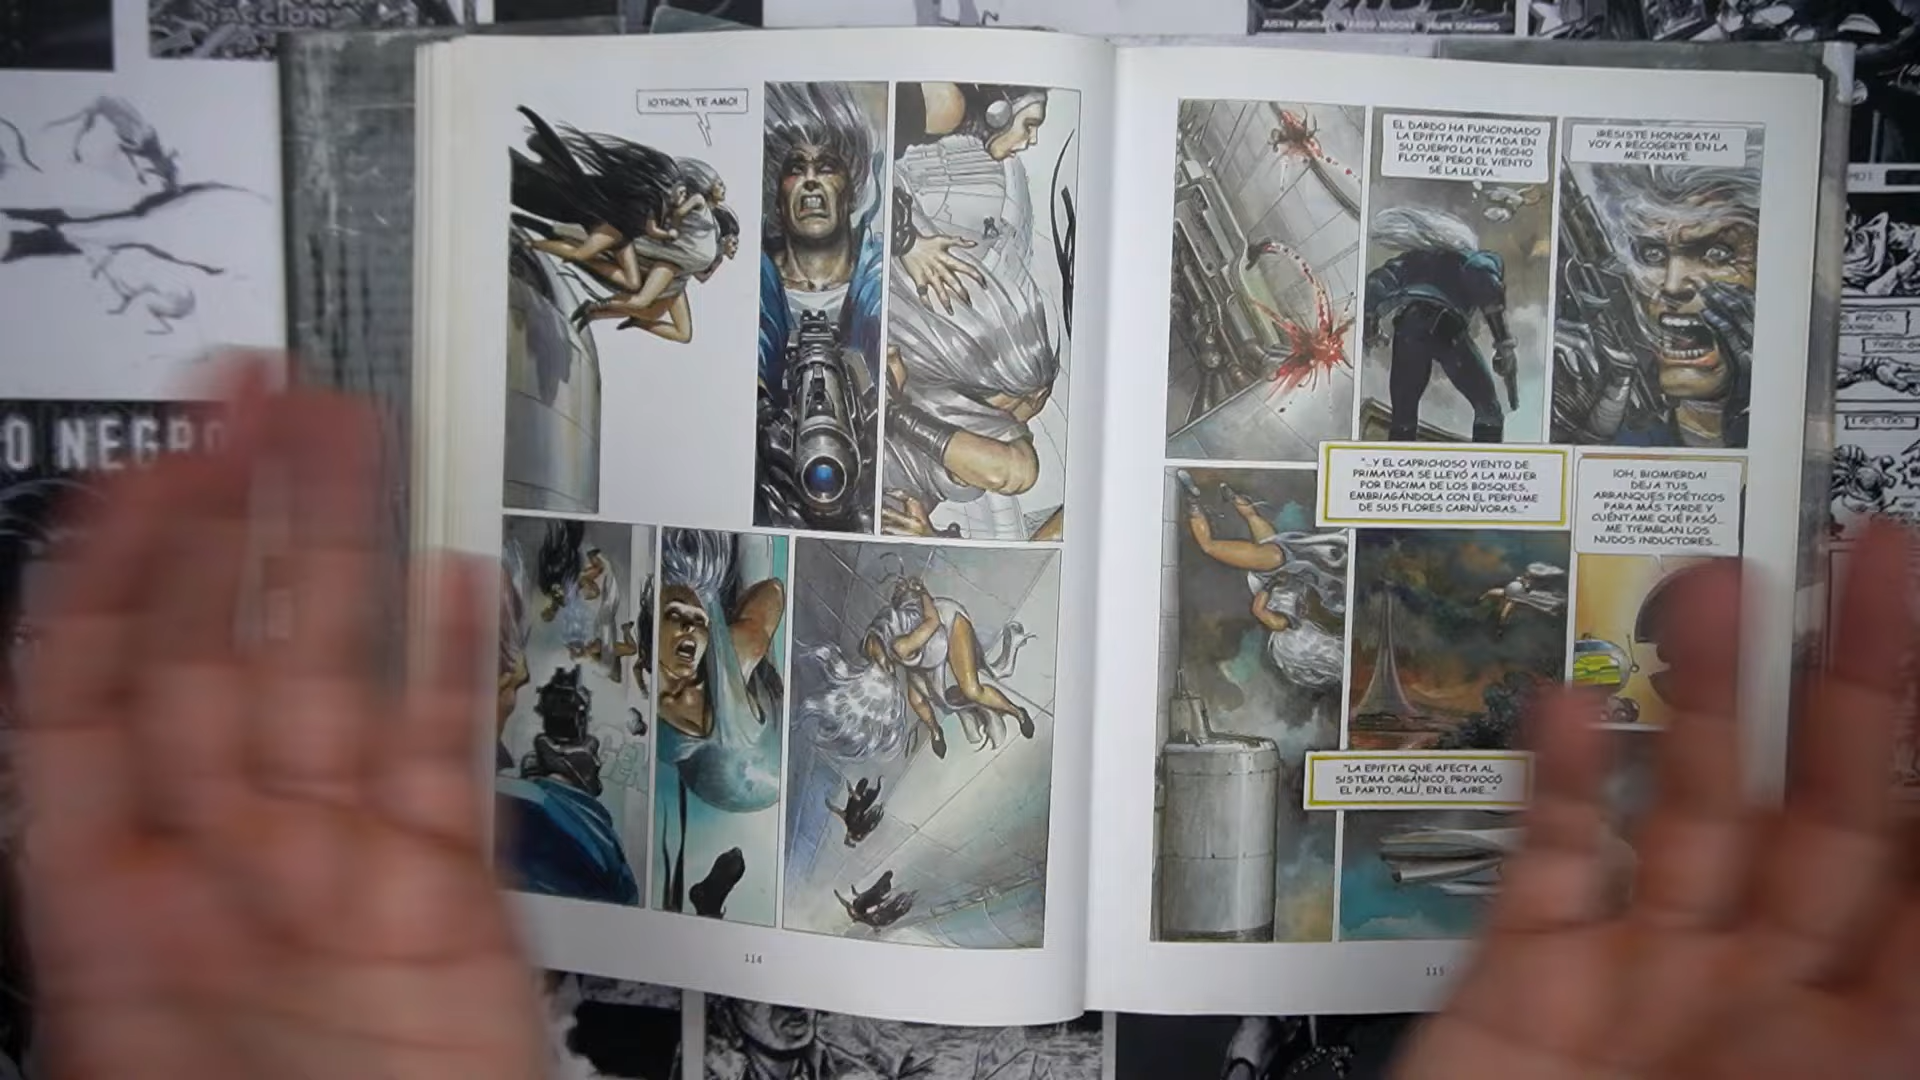 ACCIÓN
JUSTIN JORDAN
O NEGRO
¡OTHON, TE AMO!
114
EL DARDO HA FUNCIONADO
LA EPIFITA INYECTADA EN
SU CUERPO LA HA HECHO
FLOTAR, PERO EL VIENTO
SE LA LLEVA...
¡RESISTE HONORATA!
VOY A RECOGERTE EN LA
METANAVE.
"...Y EL CAPRICHOSO VIENTO DE
PRIMAVERA SE LLEVÓ A LA MUJER
POR ENCIMA DE LOS BOSQUES,
EMBRIAGÁNDOLA CON EL PERFUME
DE SUS FLORES CARNÍVORAS..."
¡OH, BIOMIERDA!
DEJA TUS
ARRANQUES POÉTICOS
PARA MÁS TARDE Y
CUÉNTAME QUÉ PASÓ...
ME TIEMBLAN LOS
NUDOS INDUCTORES...
"LA EPIFITA QUE AFECTA AL
SISTEMA ORGÁNICO, PROVOCÓ
EL PARTO, ALLÍ, EN EL AIRE..."
115